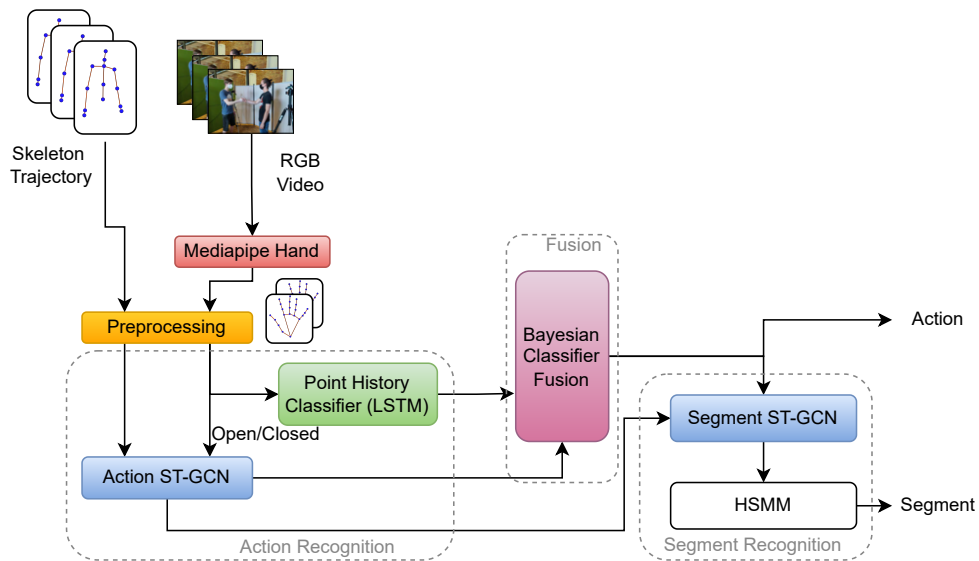 Skeleton
Trajectory
RGB
Video
Mediapipe Hand
Preprocessing
Point History
Classifier (LSTM)
Open/Closed
Action ST-GCN
Action Recognition
Fusion
Bayesian
Classifier
Fusion
Action
Segment ST-GCN
HSMM
Segment
Segment Recognition